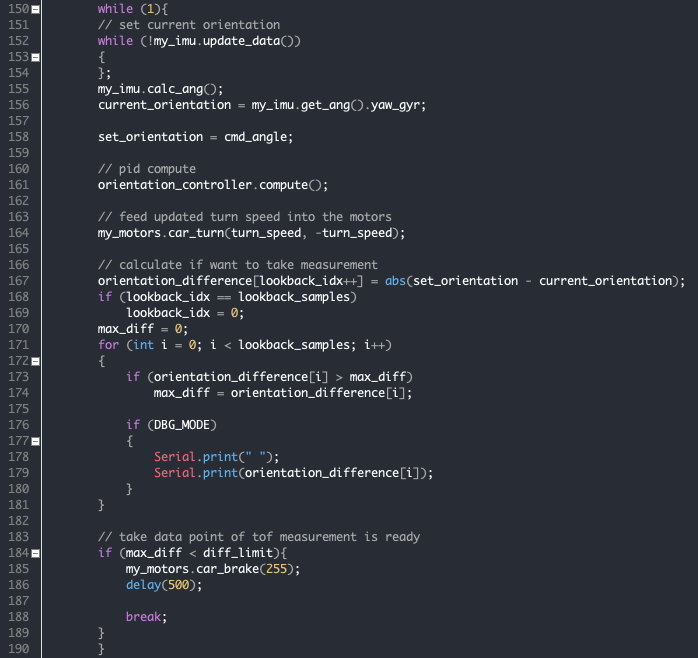 150 while (1){
151 // set current orientation
152 while (!my_imu.update_data())
153 {
154 };
155 my_imu.calc_ang();
156 current_orientation = my_imu.get_ang().yaw_gyr;
157
158 set_orientation = cmd_angle;
159
160 // pid compute
161 orientation_controller.compute();
162
163 // feed updated turn speed into the motors
164 my_motors.car_turn(turn_speed, -turn_speed);
165
166 // calculate if want to take measurement
167 orientation_difference[lookback_idx++] = abs(set_orientation - current_orientation);
168 if (lookback_idx == lookback_samples)
169 lookback_idx = 0;
170 max_diff = 0;
171 for (int i = 0; i < lookback_samples; i++)
172 {
173 if (orientation_difference[i] > max_diff)
174 max_diff = orientation_difference[i];
175
176 if (DBG_MODE)
177 {
178 Serial.print(" ");
179 Serial.print(orientation_difference[i]);
180 }
181 }
182
183 // take data point of tof measurement is ready
184 if (max_diff < diff_limit){
185 my_motors.car_brake(255);
186 delay(500);
187
188 break;
189 }
190 }